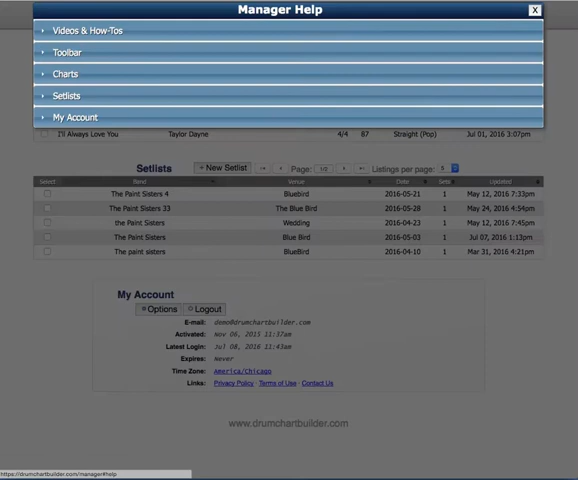 Manager Help X
Videos & How-Tos
Toolbar
Charts
Setlists
My Account
I'll Always Love You Taylor Dayne 4/4 87 Straight (Pop) Jul 01, 2016 3:07pm
Setlists + New Setlist Page: 1/2 Listings per page: 5
Select Band Venue Date Sets Updated
The Paint Sisters 4 Bluebird 2016-05-21 1 May 12, 2016 7:33pm
The Paint Sisters 33 The Blue Bird 2016-05-28 1 May 24, 2016 4:54pm
the Paint Sisters Wedding 2016-04-23 1 May 12, 2016 7:45pm
The Paint Sisters Blue Bird 2016-05-03 1 Jul 07, 2016 1:13pm
The paint sisters BlueBird 2016-04-10 1 Mar 31, 2016 4:21pm
My Account
Options Logout
E-mail: demo@drumchartbuilder.com
Activated: Nov 06, 2015 11:37am
Latest Login: Jul 08, 2016 11:43am
Expires: Never
Time Zone: America/Chicago
Links: Privacy Policy · Terms of Use · Contact Us
www.drumchartbuilder.com
https://drumchartbuilder.com/manager#help